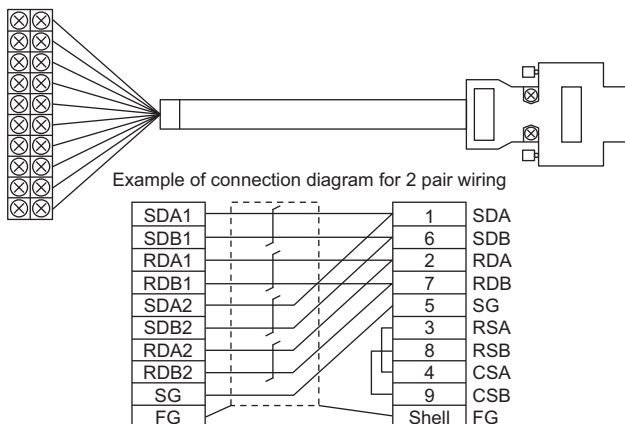 Example of connection diagram for 2 pair wiring
SDA1 1 SDA
SDB1 6 SDB
RDA1 2 RDA
RDB1 7 RDB
SDA2 5 SG
SDB2 3 RSA
RDA2 8 RSB
RDB2 4 CSA
SG 9 CSB
FG Shell FG